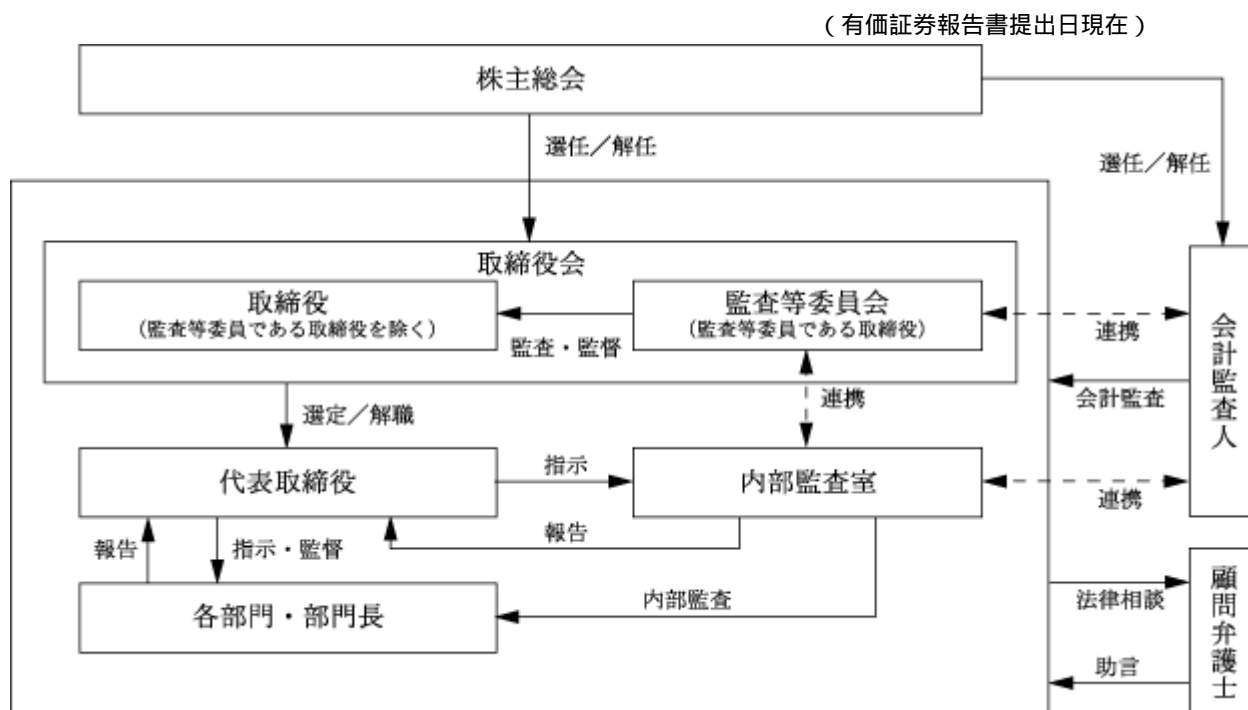 (有価証券報告書提出日現在)
株主総会
選任/解任
選任/解任
取締役会
取締役
(監査等委員である取締役を除く)
監査等委員会
(監査等委員である取締役)
監査・監督
連携
会計監査人
会計監査
連携
選定/解職
代表取締役
指示
内部監査室
連携
報告
指示・監督
報告
各部門・部門長
内部監査
法律相談
顧問弁護士
助言